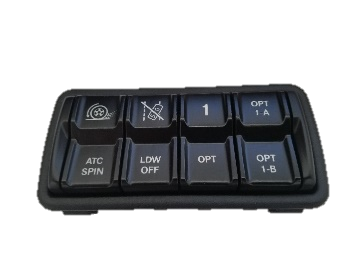 1
OPT
1 A
ATC
SPIN
LDW
OFF
OPT
OPT
1-B